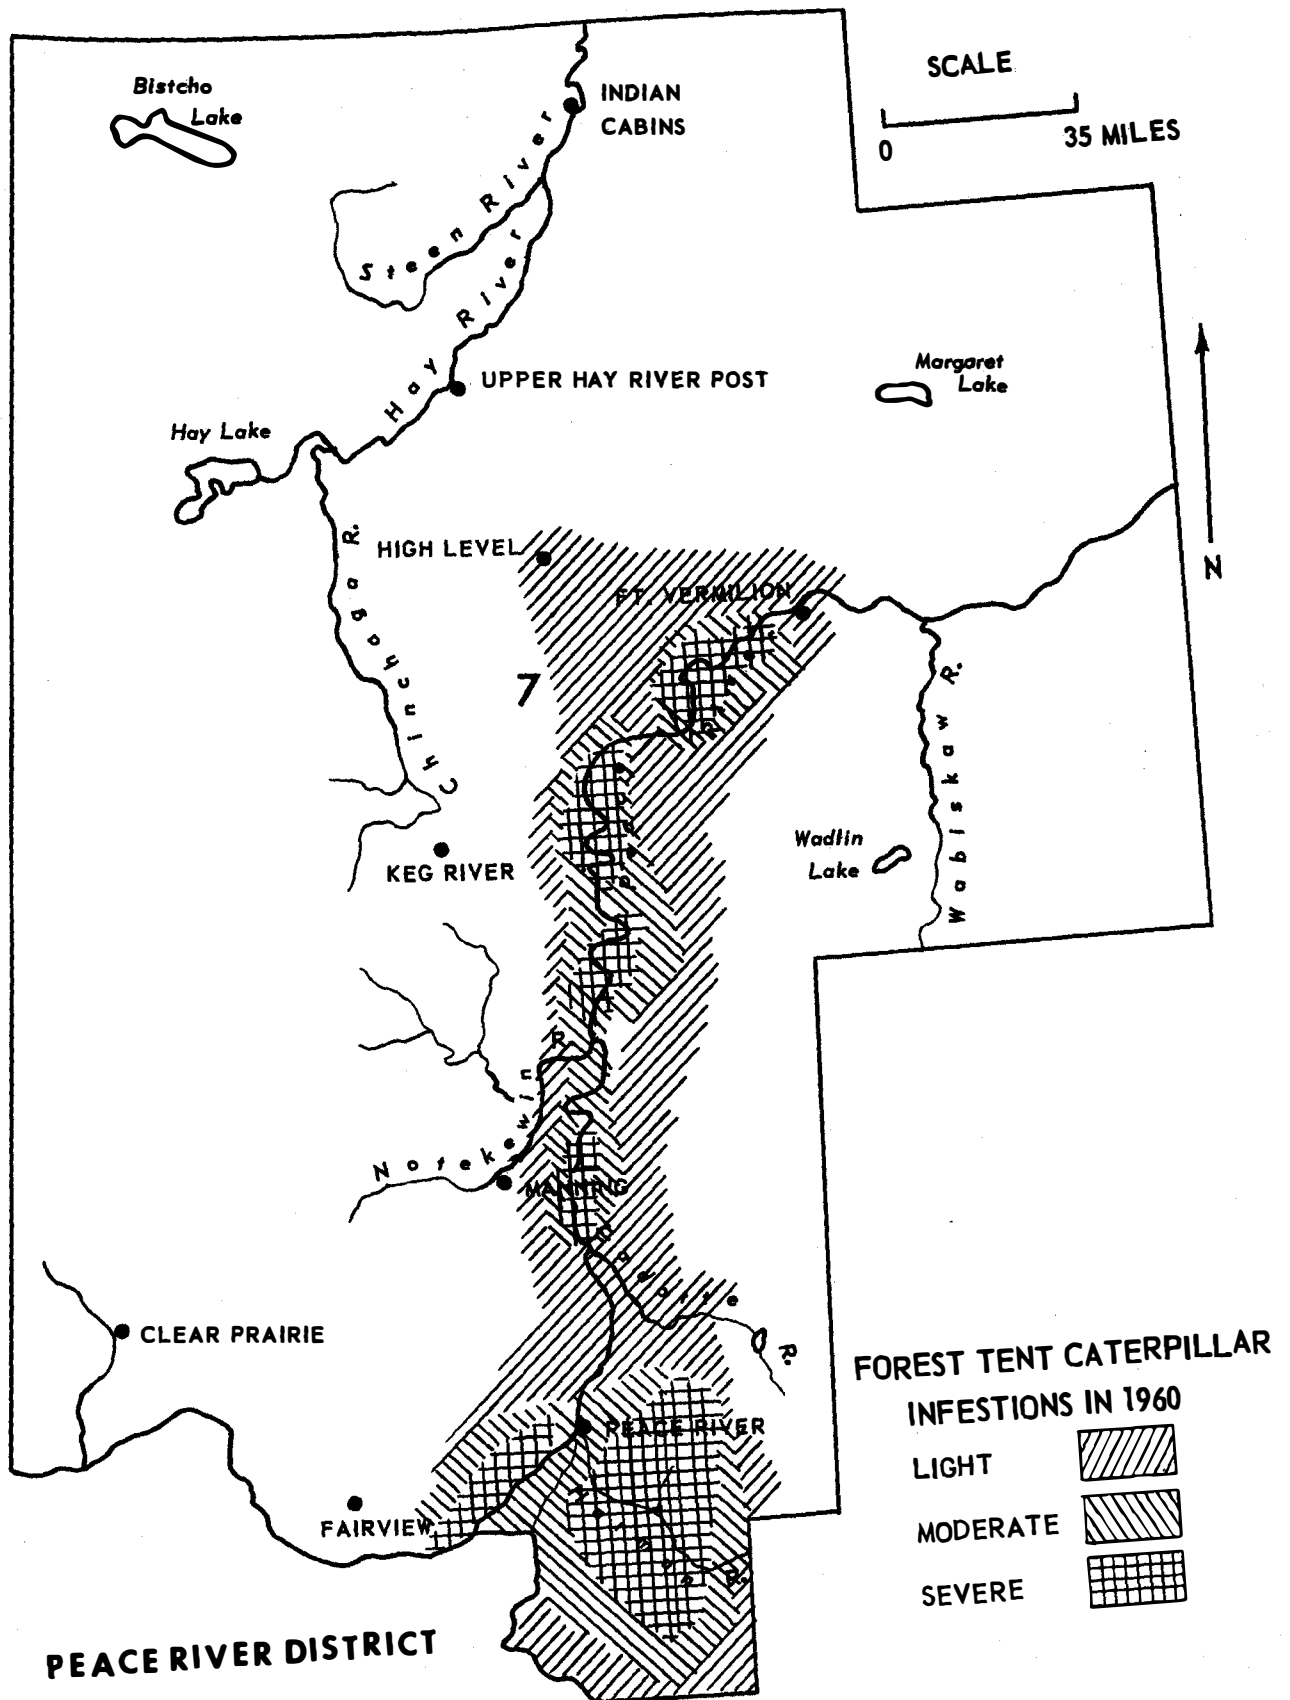 Bistcho
Lake
INDIAN
CABINS
SCALE
0
35 MILES
Steen River
Hay River
Margaret
Lake
UPPER HAY RIVER POST
Hay Lake
Chinchaga R.
HIGH LEVEL
N
FT. VERMILION
7
Wabiskaw R.
Wadlin
Lake
KEG RIVER
Notekewin R.
MANNING
Cadotte R.
CLEAR PRAIRIE
PEACE RIVER
FAIRVIEW
R.
FOREST TENT CATERPILLAR
INFESTIONS IN 1960
LIGHT
MODERATE
SEVERE
PEACE RIVER DISTRICT